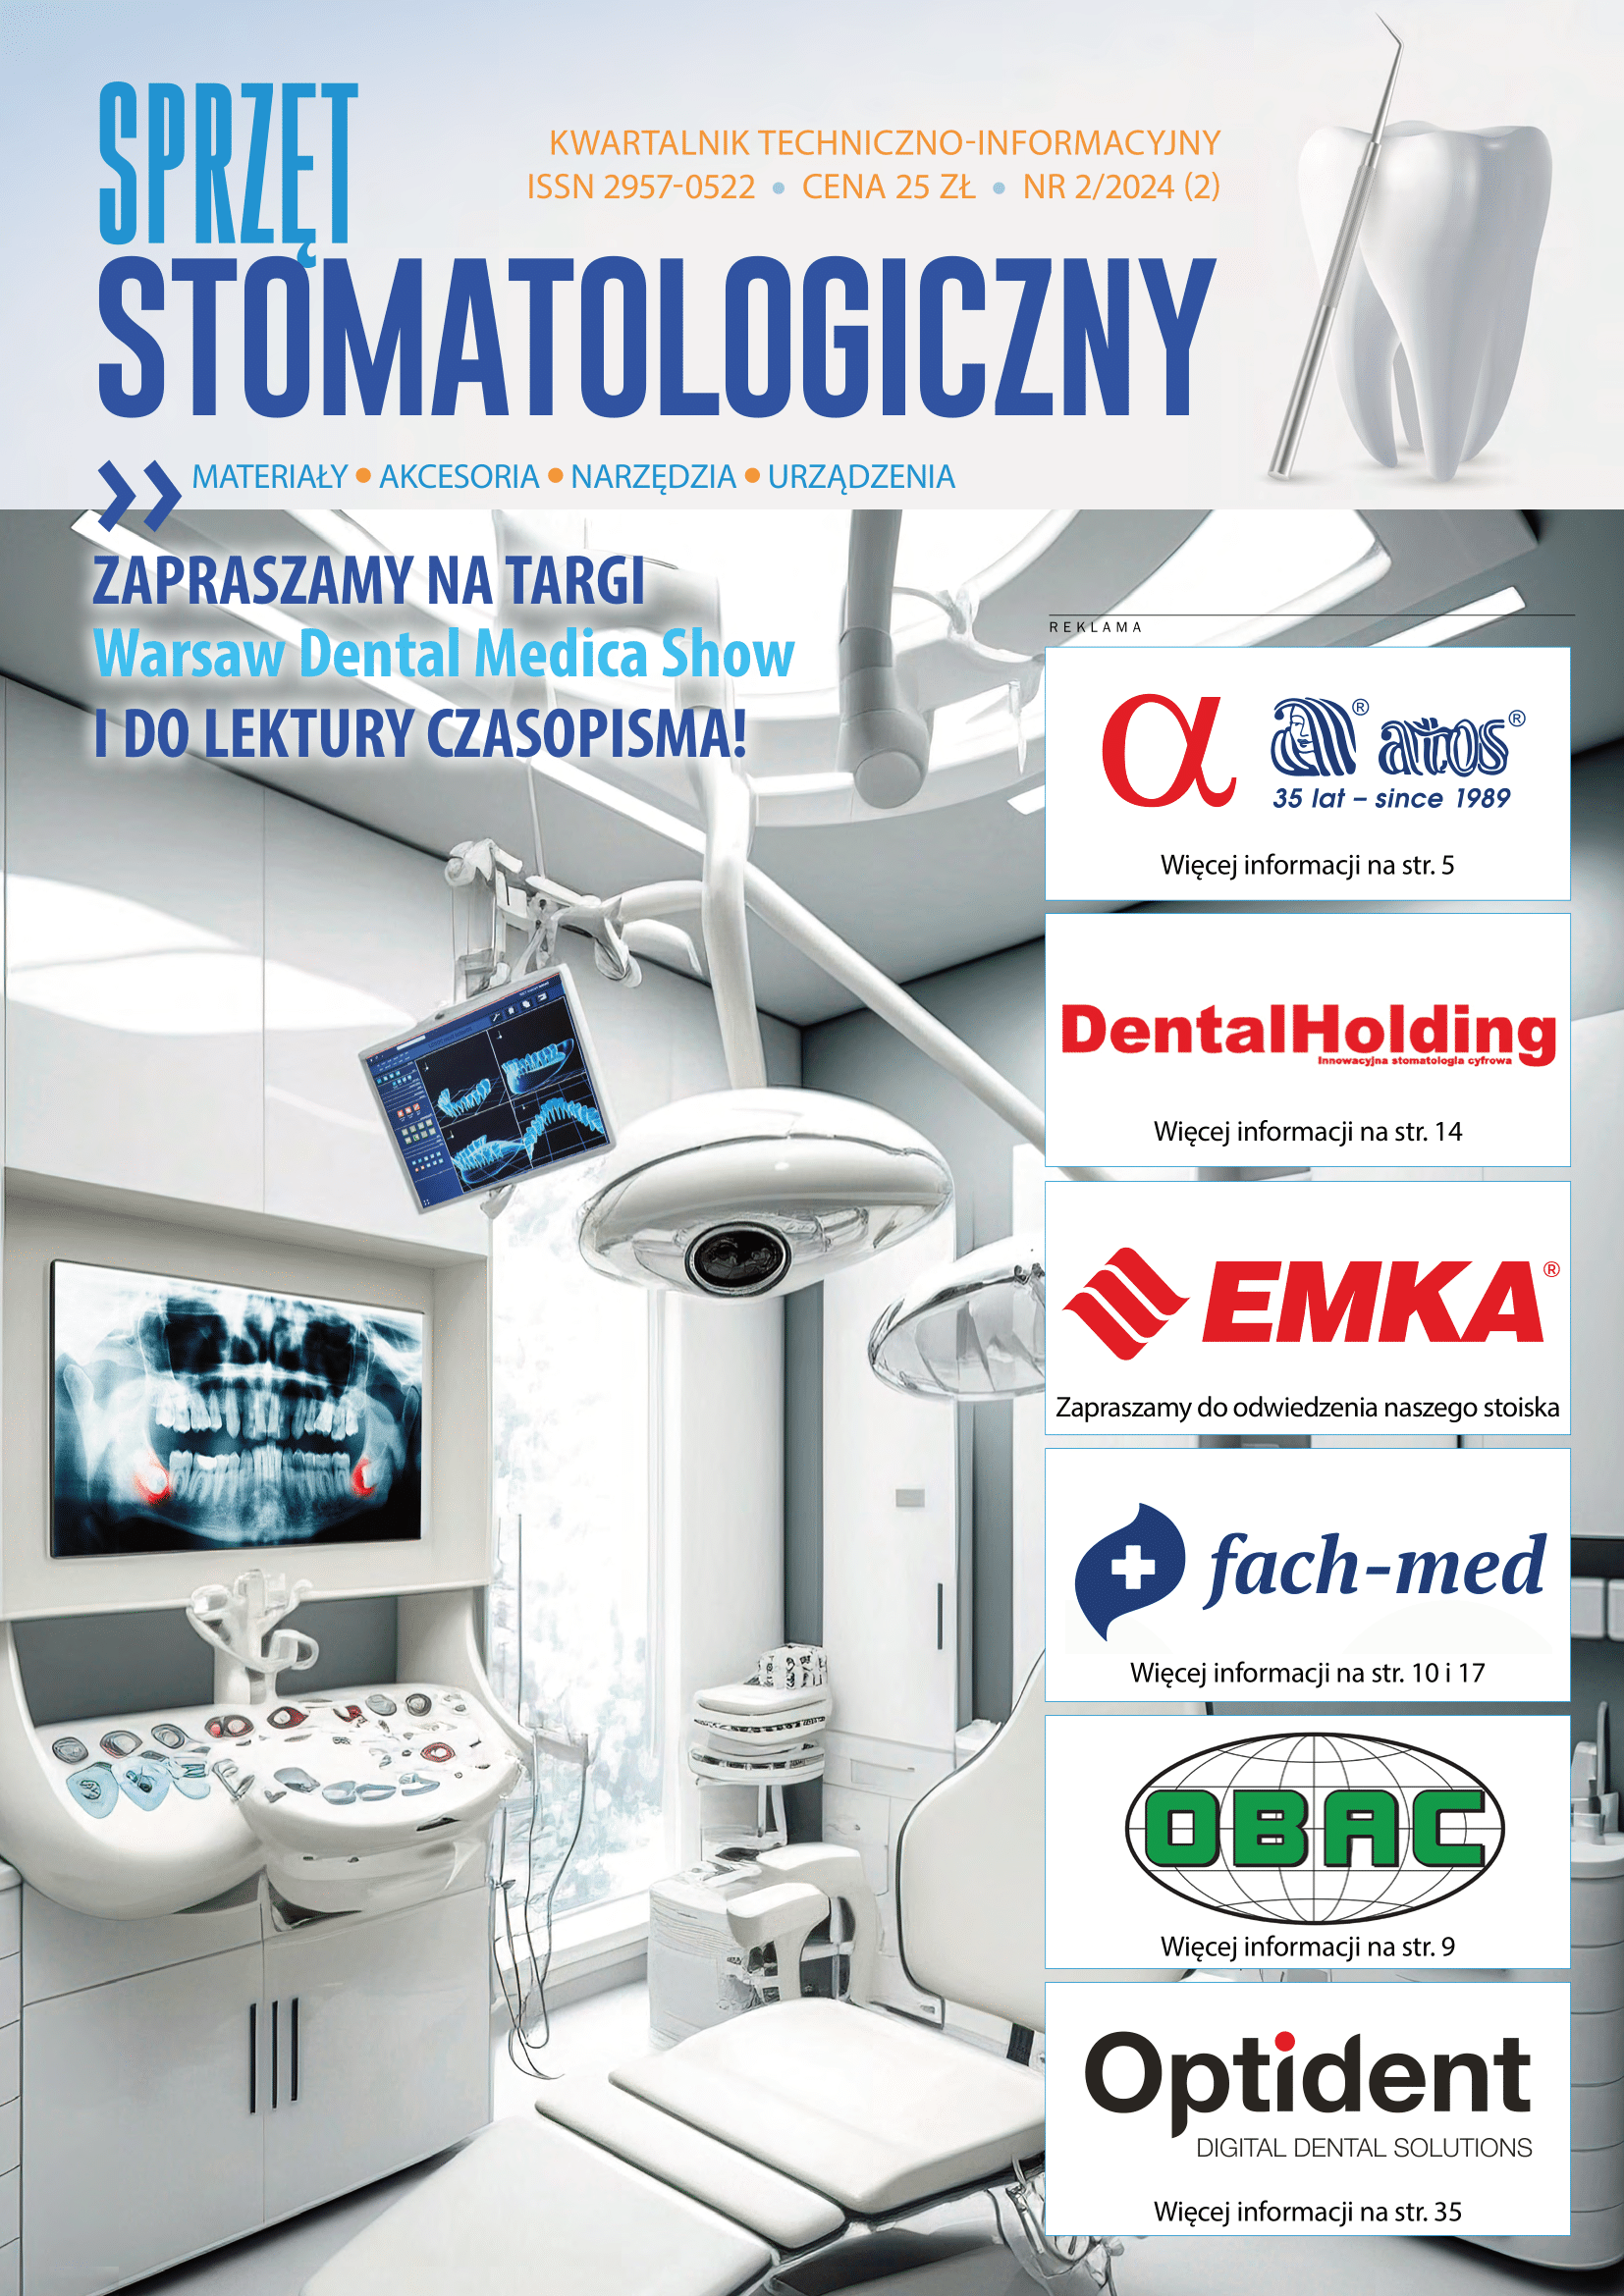 SPRZĘT
KWARTALNIK TECHNICZNO-INFORMACYJNY
ISSN 2957-0522 • CENA 25 ZŁ • NR 2/2024 (2)
STOMATOLOGICZNY
MATERIAŁY • AKCESORIA • NARZĘDZIA • URZĄDZENIA
ZAPRASZAMY NA TARGI
Warsaw Dental Medica Show
I DO LEKTURY CZASOPISMA!
REKLAMA
α ® artos®
35 lat – since 1989
Więcej informacji na str. 5
DentalHolding
Innowacyjna stomatologia cyfrowa
Więcej informacji na str. 14
EMKA®
Zapraszamy do odwiedzenia naszego stoiska
fach-med
Więcej informacji na str. 10 i 17
OBAC
Więcej informacji na str. 9
Optident
DIGITAL DENTAL SOLUTIONS
Więcej informacji na str. 35